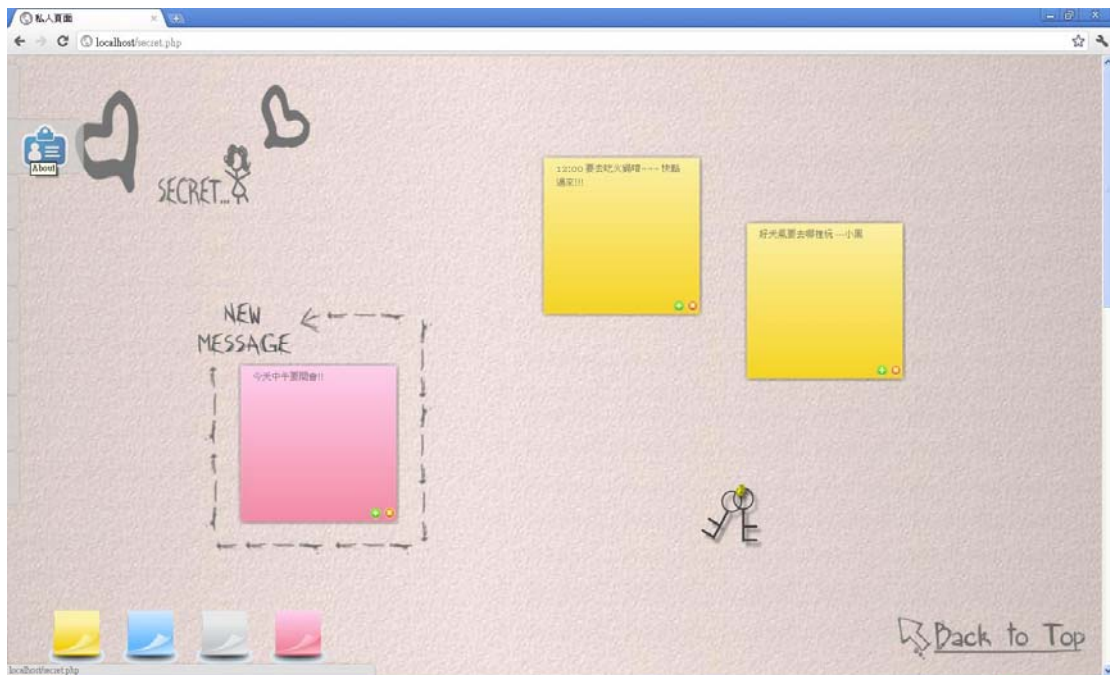 私人頁面
localhost/secret.php
About
SECRET...
12:00 要去吃火鍋唷~~~ 快點
過來!!!
好天氣要去哪裡玩---小黑
NEW
MESSAGE
今天中午要開會!!
Back to Top
localhost/secret.php